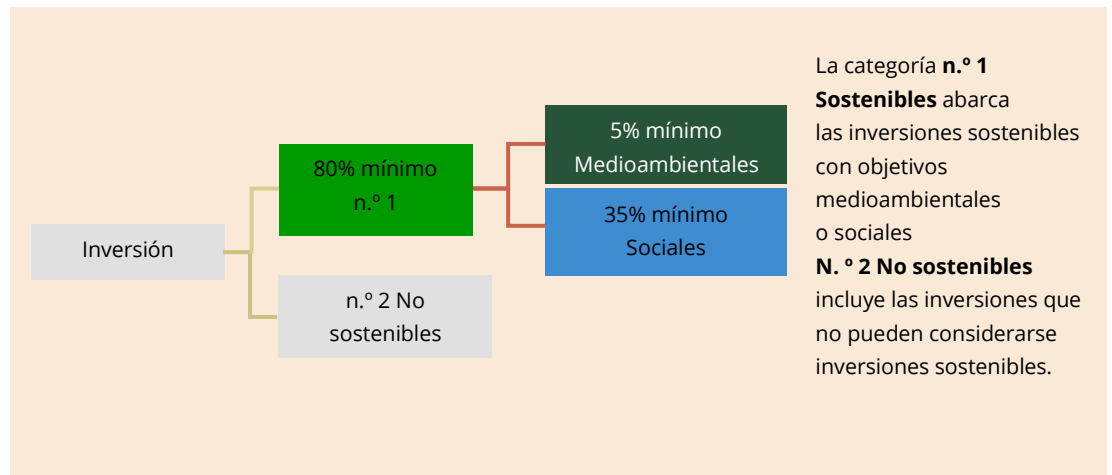 Inversión
80% mínimo
n.º 1
n.º 2 No
sostenibles
5% mínimo
Medioambientales
35% mínimo
Sociales
La categoría n.º 1
Sostenibles abarca
las inversiones sostenibles
con objetivos
medioambientales
o sociales
N. º 2 No sostenibles
incluye las inversiones que
no pueden considerarse
inversiones sostenibles.